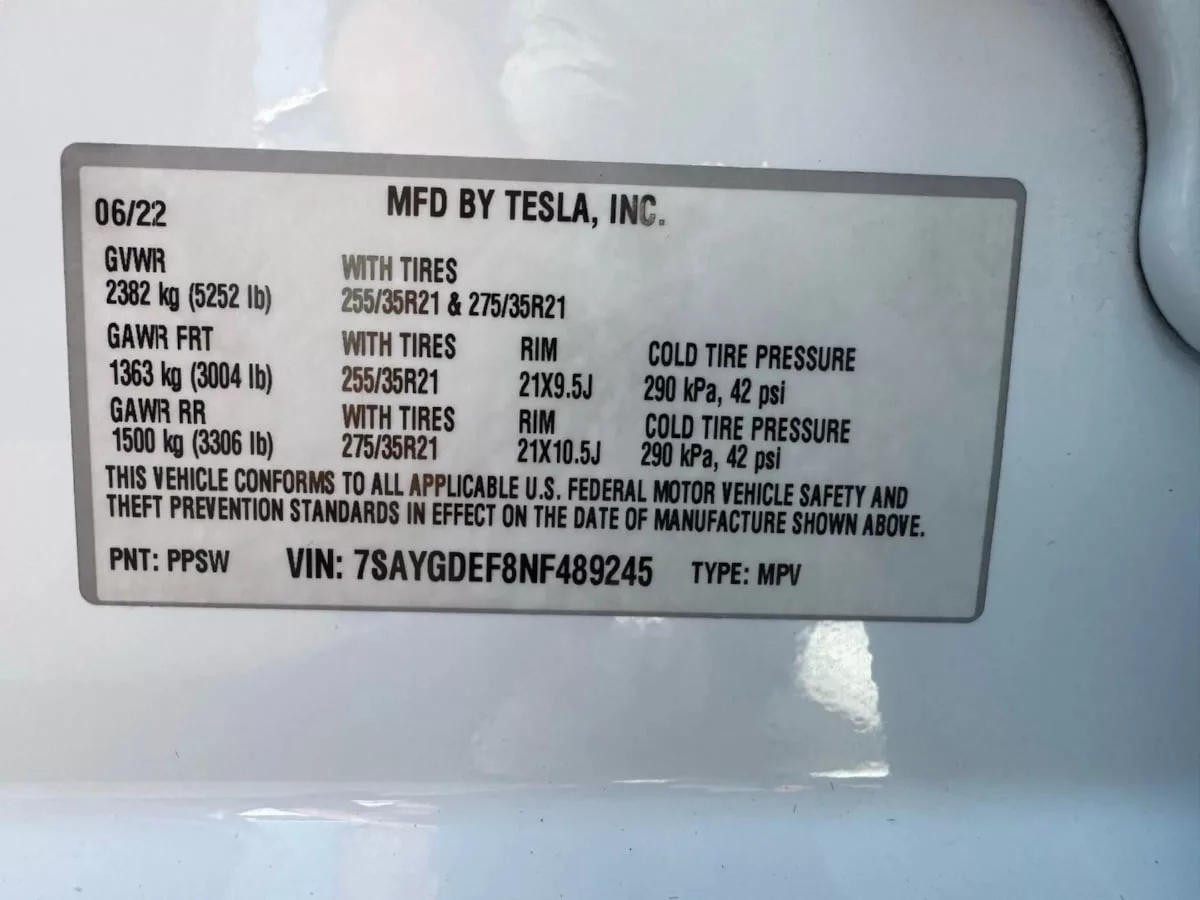 06/22 MFD BY TESLA, INC.
GVWR WITH TIRES
2382 kg (5252 lb) 255/35R21 & 275/35R21
GAWR FRT WITH TIRES RIM COLD TIRE PRESSURE
1363 kg (3004 lb) 255/35R21 21X9.5J 290 kPa, 42 psi
GAWR RR WITH TIRES RIM COLD TIRE PRESSURE
1500 kg (3306 lb) 275/35R21 21X10.5J 290 kPa, 42 psi
THIS VEHICLE CONFORMS TO ALL APPLICABLE U.S. FEDERAL MOTOR VEHICLE SAFETY AND
THEFT PREVENTION STANDARDS IN EFFECT ON THE DATE OF MANUFACTURE SHOWN ABOVE.
PNT: PPSW VIN: 7SAYGDEF8NF489245 TYPE: MPV